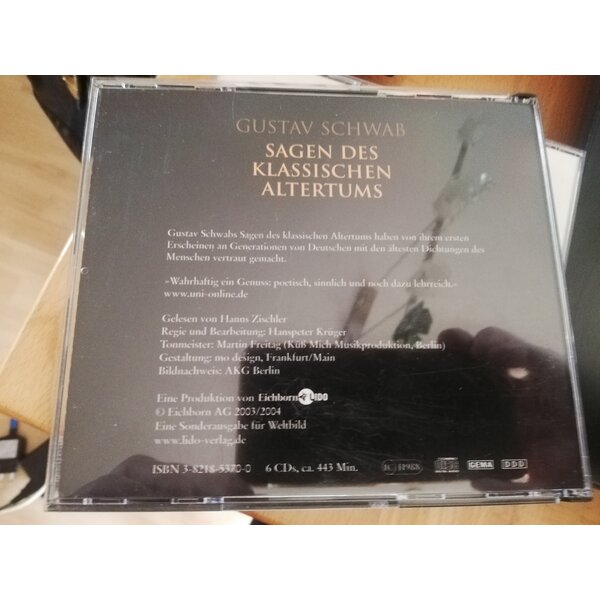 GUSTAV SCHWAB
SAGEN DES
KLASSISCHEN
ALTERTUMS
Gustav Schwabs Sagen des klassischen Altertums haben von ihrem ersten
Erscheinen an Generationen von Deutschen mit den ältesten Dichtungen des
Menschen vertraut gemacht.
»Wahrhaftig ein Genuss: poetisch, sinnlich und noch dazu lehrreich.«
www.uni-online.de
Gelesen von Hanns Zischler
Regie und Bearbeitung: Hanspeter Krüger
Tonmeister: Martin Freitag (Küß Mich Musikproduktion, Berlin)
Gestaltung: mo design, Frankfurt/Main
Bildnachweis: AKG Berlin
Eine Produktion von Eichborn LIDO
© Eichborn AG 2003/2004
Eine Sonderausgabe für Weltbild
www.lido-verlag.de
ISBN 3-8218-5370-0 6 CDs, ca. 443 Min. GEMA DDD